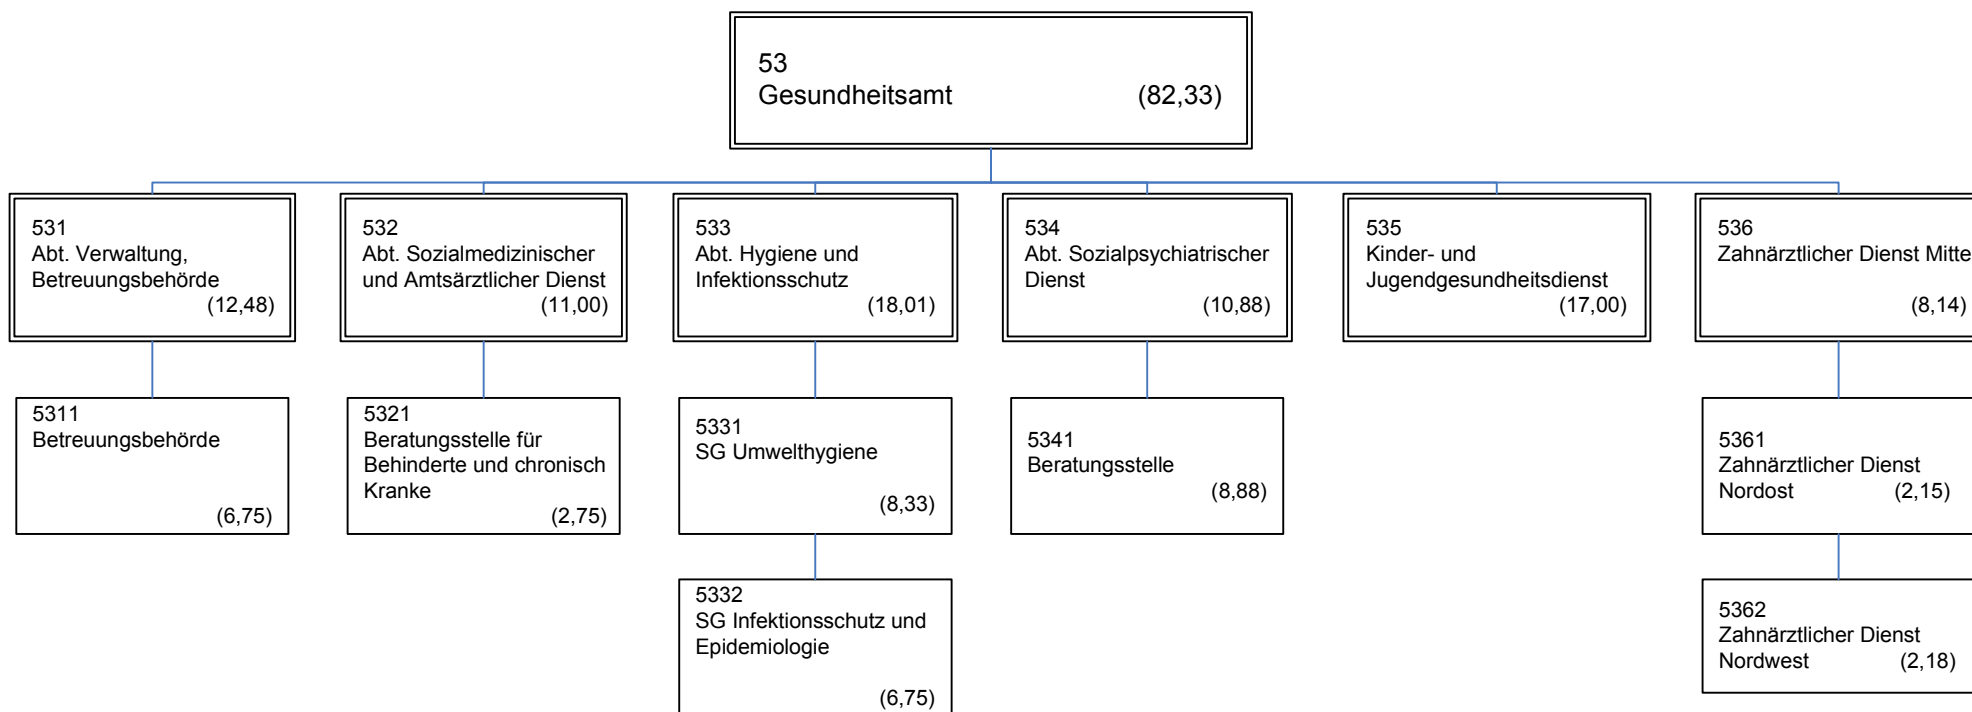 53
Gesundheitsamt (82,33)
531
Abt. Verwaltung,
Betreuungsbehörde
(12,48)
532
Abt. Sozialmedizinischer
und Amtsärztlicher Dienst
(11,00)
533
Abt. Hygiene und
Infektionsschutz
(18,01)
534
Abt. Sozialpsychiatrischer
Dienst
(10,88)
535
Kinder- und
Jugendgesundheitsdienst
(17,00)
536
Zahnärztlicher Dienst Mitte
(8,14)
5311
Betreuungsbehörde
(6,75)
5321
Beratungsstelle für
Behinderte und chronisch
Kranke
(2,75)
5331
SG Umwelthygiene
(8,33)
5341
Beratungsstelle
(8,88)
5361
Zahnärztlicher Dienst
Nordost (2,15)
5332
SG Infektionsschutz und
Epidemiologie
(6,75)
5362
Zahnärztlicher Dienst
Nordwest (2,18)